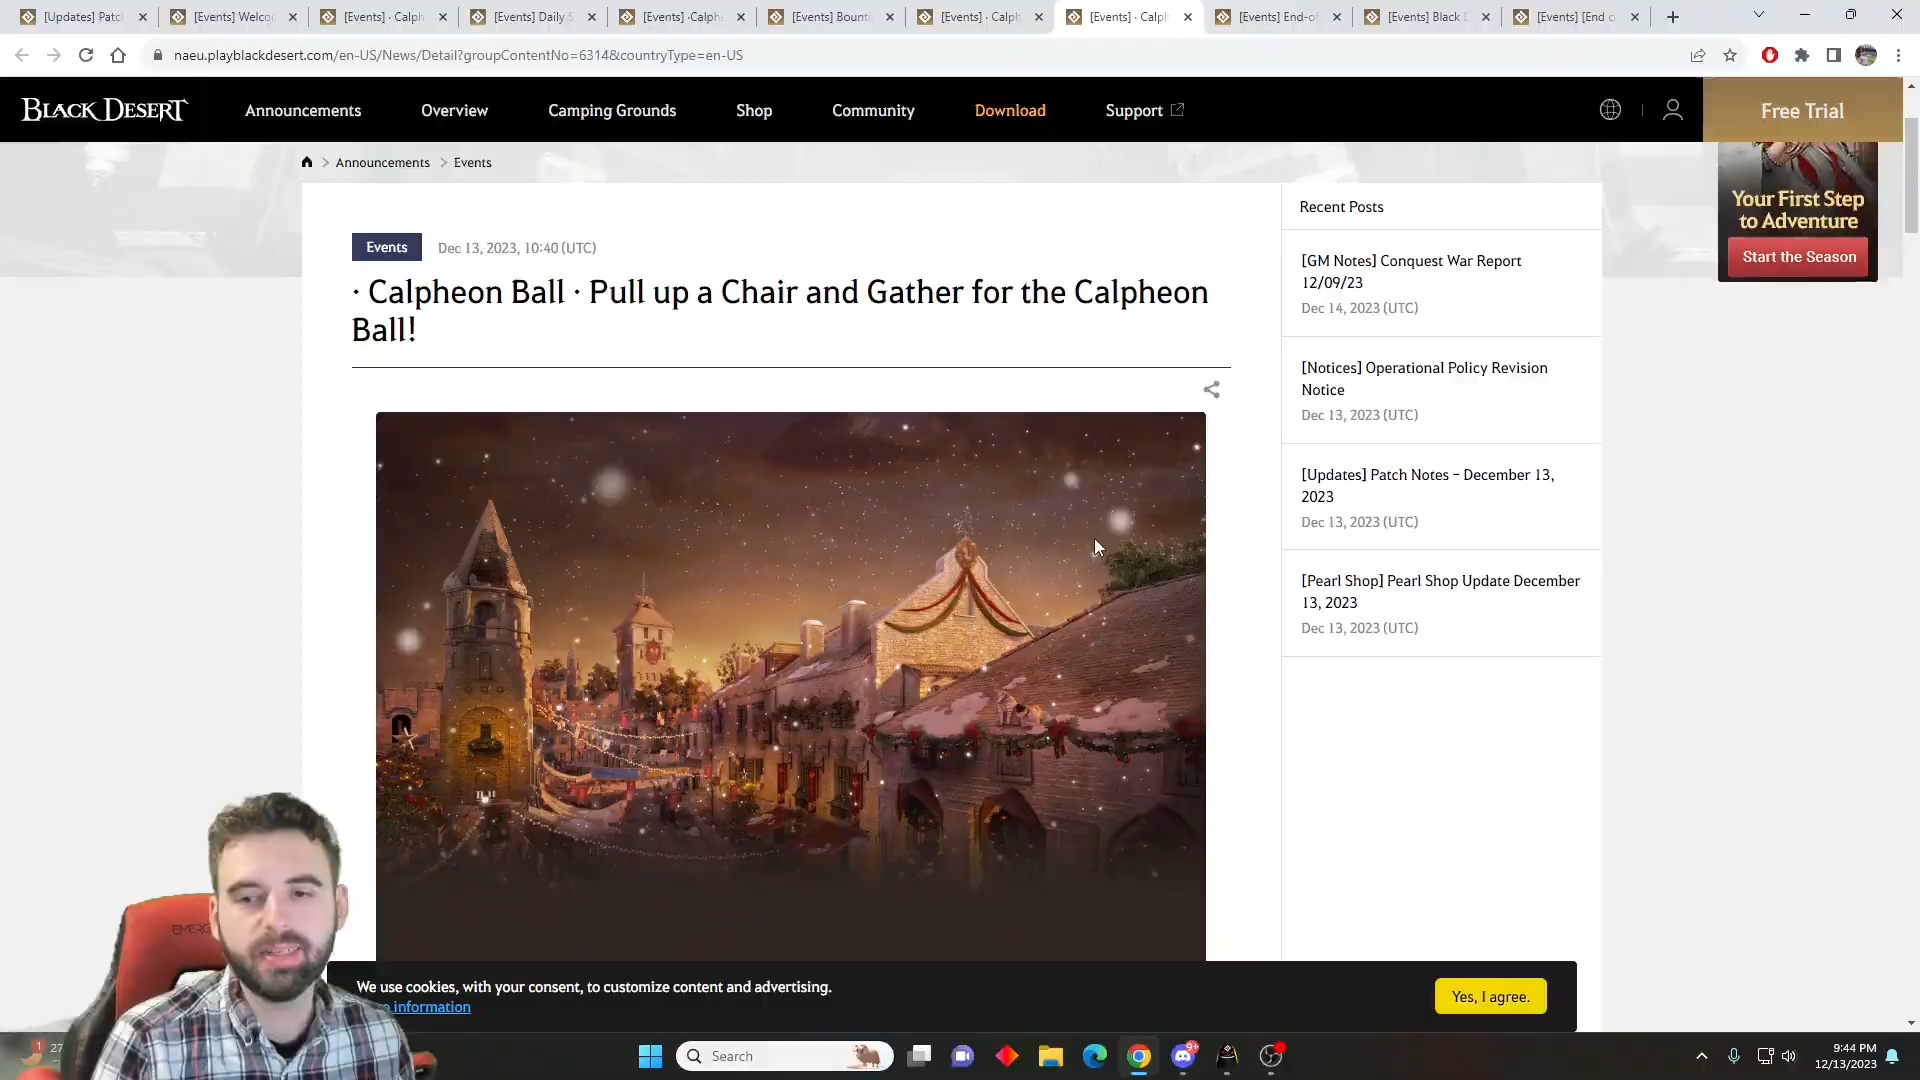 [Updates] Patch
[Events] Welco
[Events] · Calph
[Events] Daily S
[Events] ·Calph
[Events] Bounti
[Events] · Calph
[Events] · Calph
[Events] End-of
[Events] Black D
[Events] [End o
naeu.playblackdesert.com/en-US/News/Detail?groupContentNo=6314&countryType=en-US
BLACK DESERT
Announcements
Overview
Camping Grounds
Shop
Community
Download
Support
Free Trial
Announcements > Events
Your First Step
to Adventure
Start the Season
Events Dec 13, 2023, 10:40 (UTC)
· Calpheon Ball · Pull up a Chair and Gather for the Calpheon
Ball!
Recent Posts
[GM Notes] Conquest War Report
12/09/23
Dec 14, 2023 (UTC)
[Notices] Operational Policy Revision
Notice
Dec 13, 2023 (UTC)
[Updates] Patch Notes – December 13,
2023
Dec 13, 2023 (UTC)
[Pearl Shop] Pearl Shop Update December
13, 2023
Dec 13, 2023 (UTC)
We use cookies, with your consent, to customize content and advertising.
information
Yes, I agree.
1
27
Search
9+
9:44 PM
12/13/2023